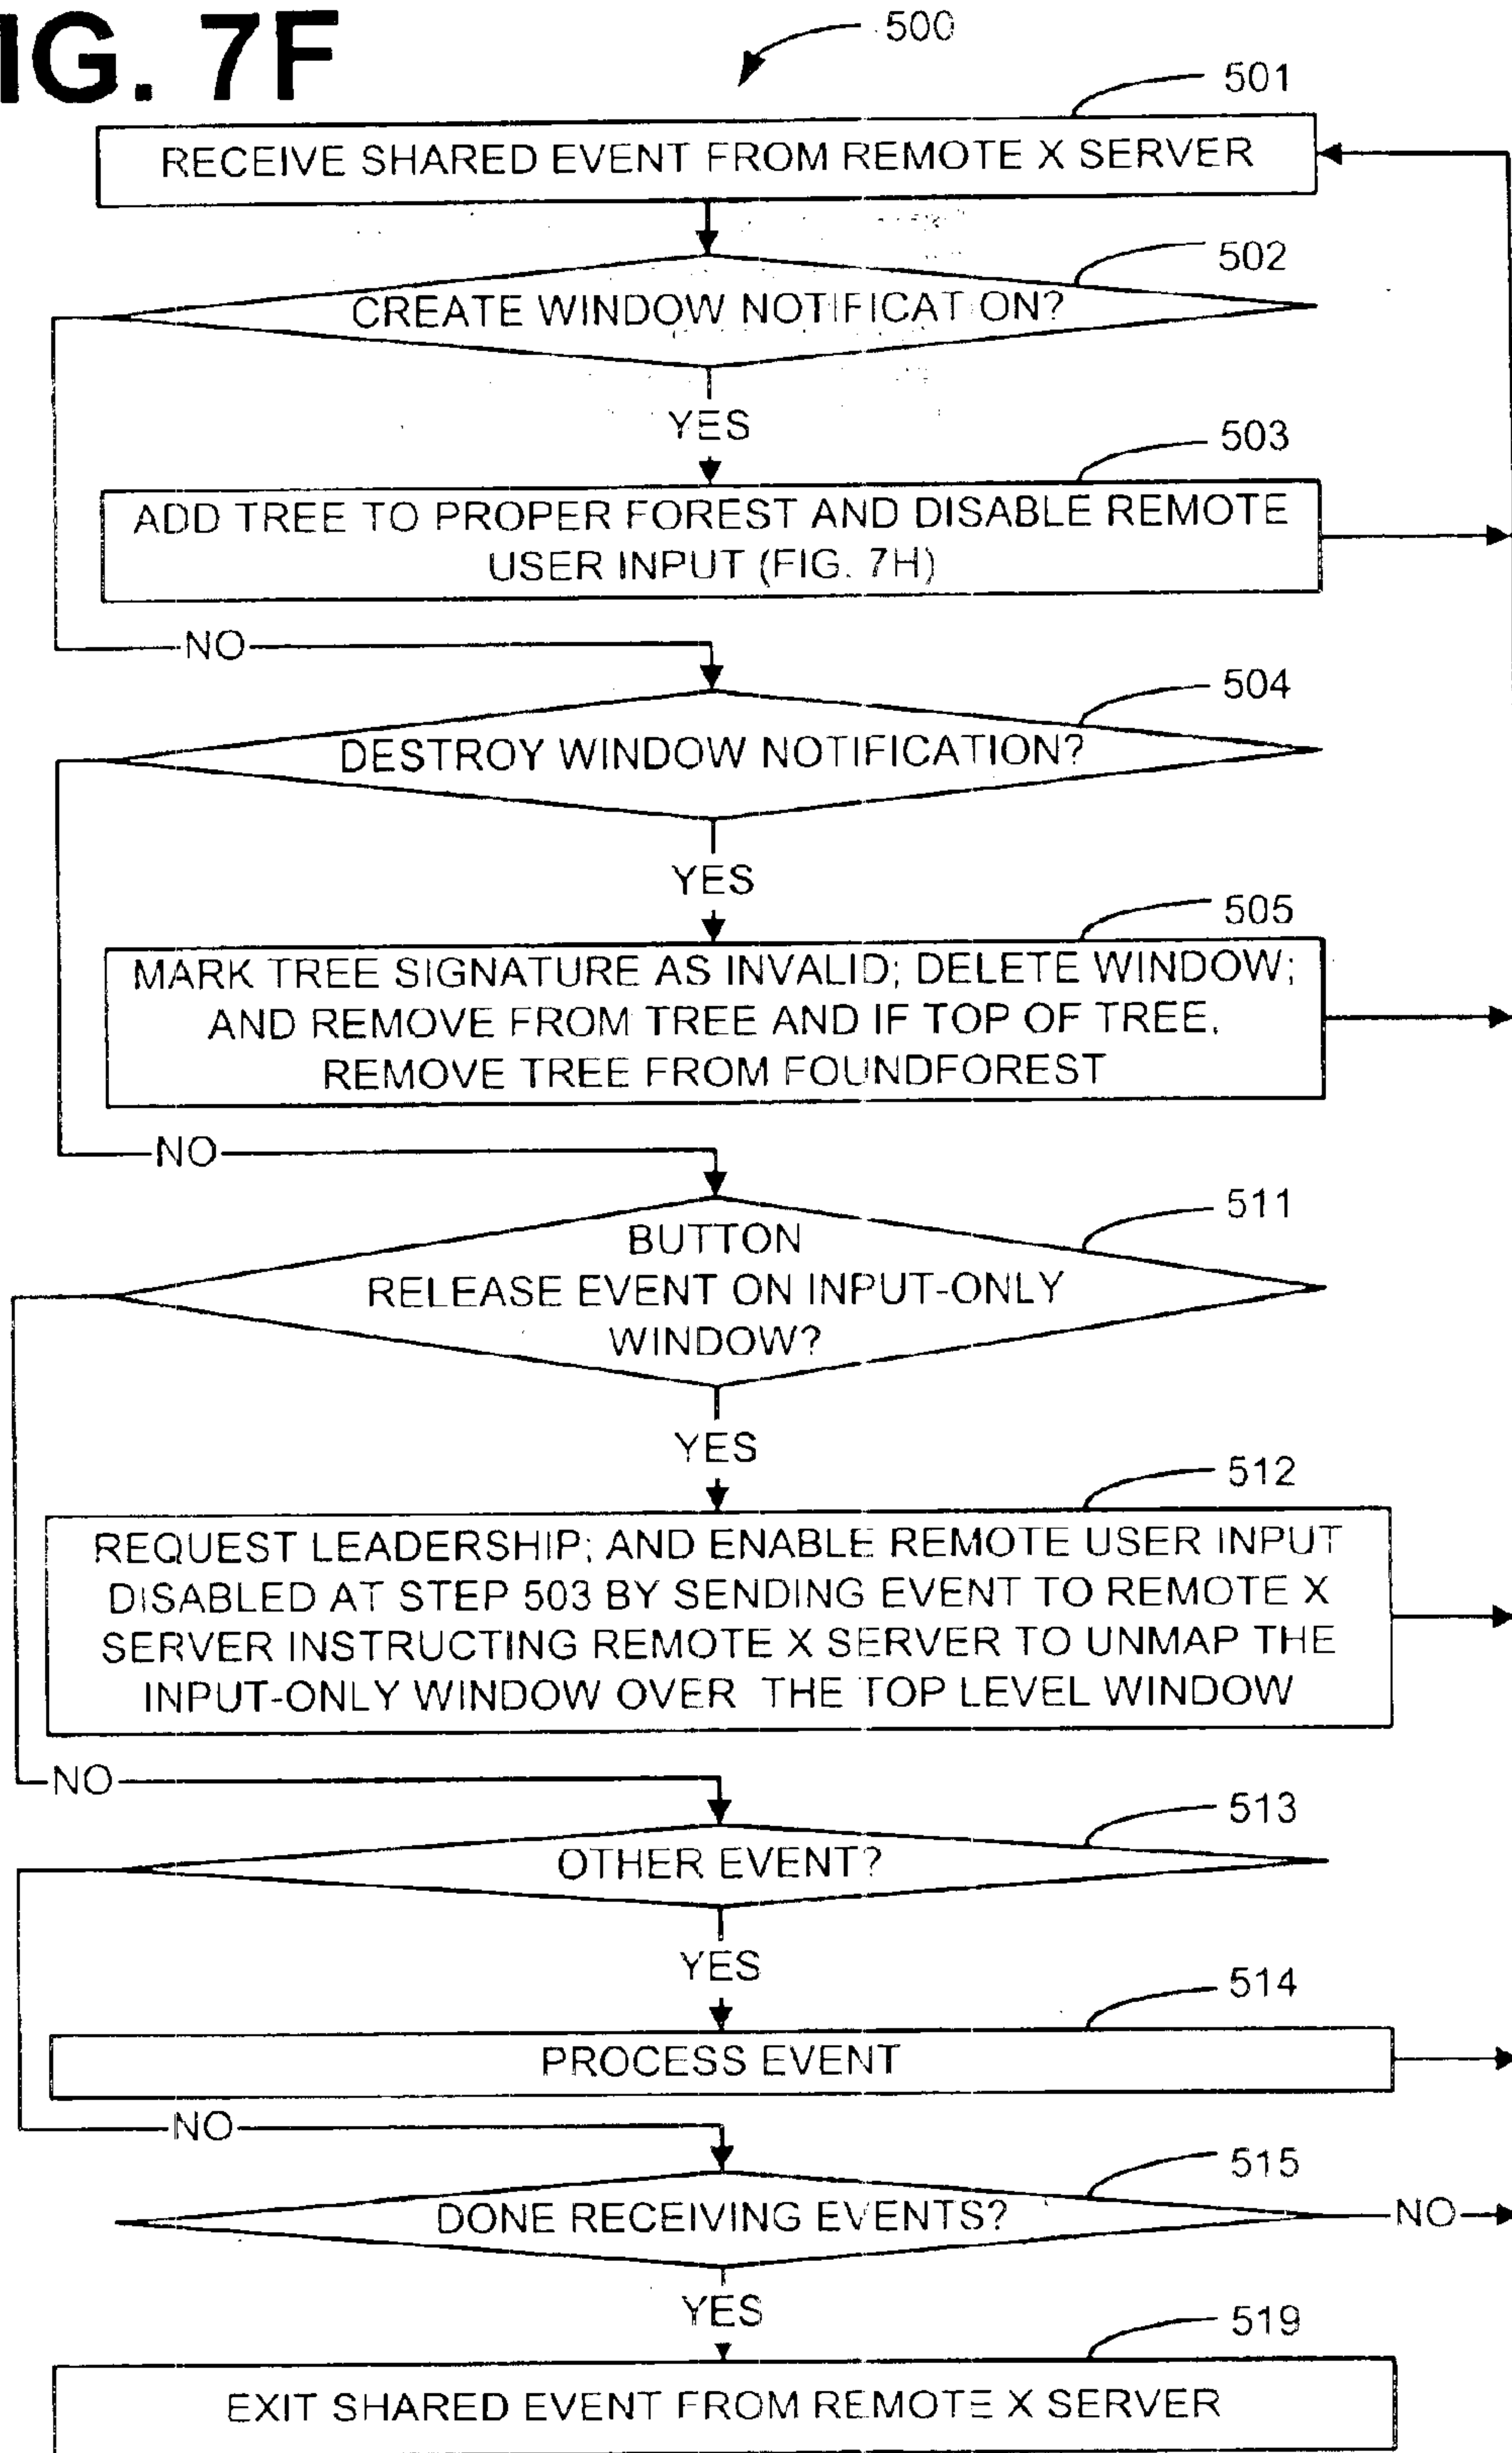 IG. 7F
500
501
RECEIVE SHARED EVENT FROM REMOTE X SERVER
502
CREATE WINDOW NOTIFICAT ON?
YES
503
ADD TREE TO PROPER FOREST AND DISABLE REMOTE
USER INPUT (FIG. 7H)
NO
504
DESTROY WINDOW NOTIFICATION?
YES
505
MARK TREE SIGNATURE AS INVALID; DELETE WINDOW;
AND REMOVE FROM TREE AND IF TOP OF TREE,
REMOVE TREE FROM FOUNDFOREST
NO
511
BUTTON
RELEASE EVENT ON INPUT-ONLY
WINDOW?
YES
512
REQUEST LEADERSHIP; AND ENABLE REMOTE USER INPUT
DISABLED AT STEP 503 BY SENDING EVENT TO REMOTE X
SERVER INSTRUCTING REMOTE X SERVER TO UNMAP THE
INPUT-ONLY WINDOW OVER THE TOP LEVEL WINDOW
NO
513
OTHER EVENT?
YES
514
PROCESS EVENT
NO
515
DONE RECEIVING EVENTS?
NO
YES
519
EXIT SHARED EVENT FROM REMOTE X SERVER